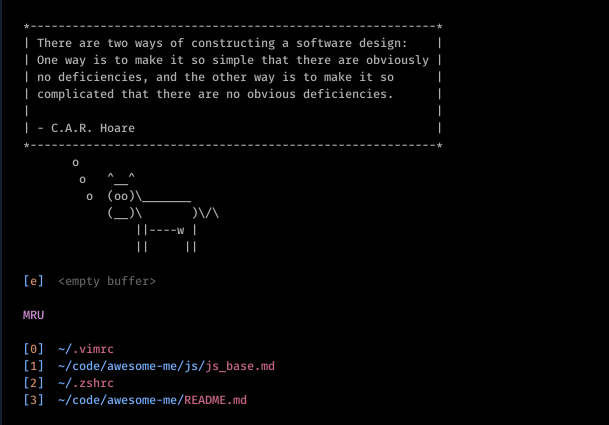 *----------------------------------------------------------*
| There are two ways of constructing a software design:    |
| One way is to make it so simple that there are obviously |
| no deficiencies, and the other way is to make it so      |
| complicated that there are no obvious deficiencies.      |
|                                                          |
| - C.A.R. Hoare                                           |
*----------------------------------------------------------*
       o
        o   ^__^
         o  (oo)\_______
            (__)\       )\/\
                ||----w |
                ||     ||
[e]  <empty buffer>
MRU
[0]  ~/.vimrc
[1]  ~/code/awesome-me/js/js_base.md
[2]  ~/.zshrc
[3]  ~/code/awesome-me/README.md